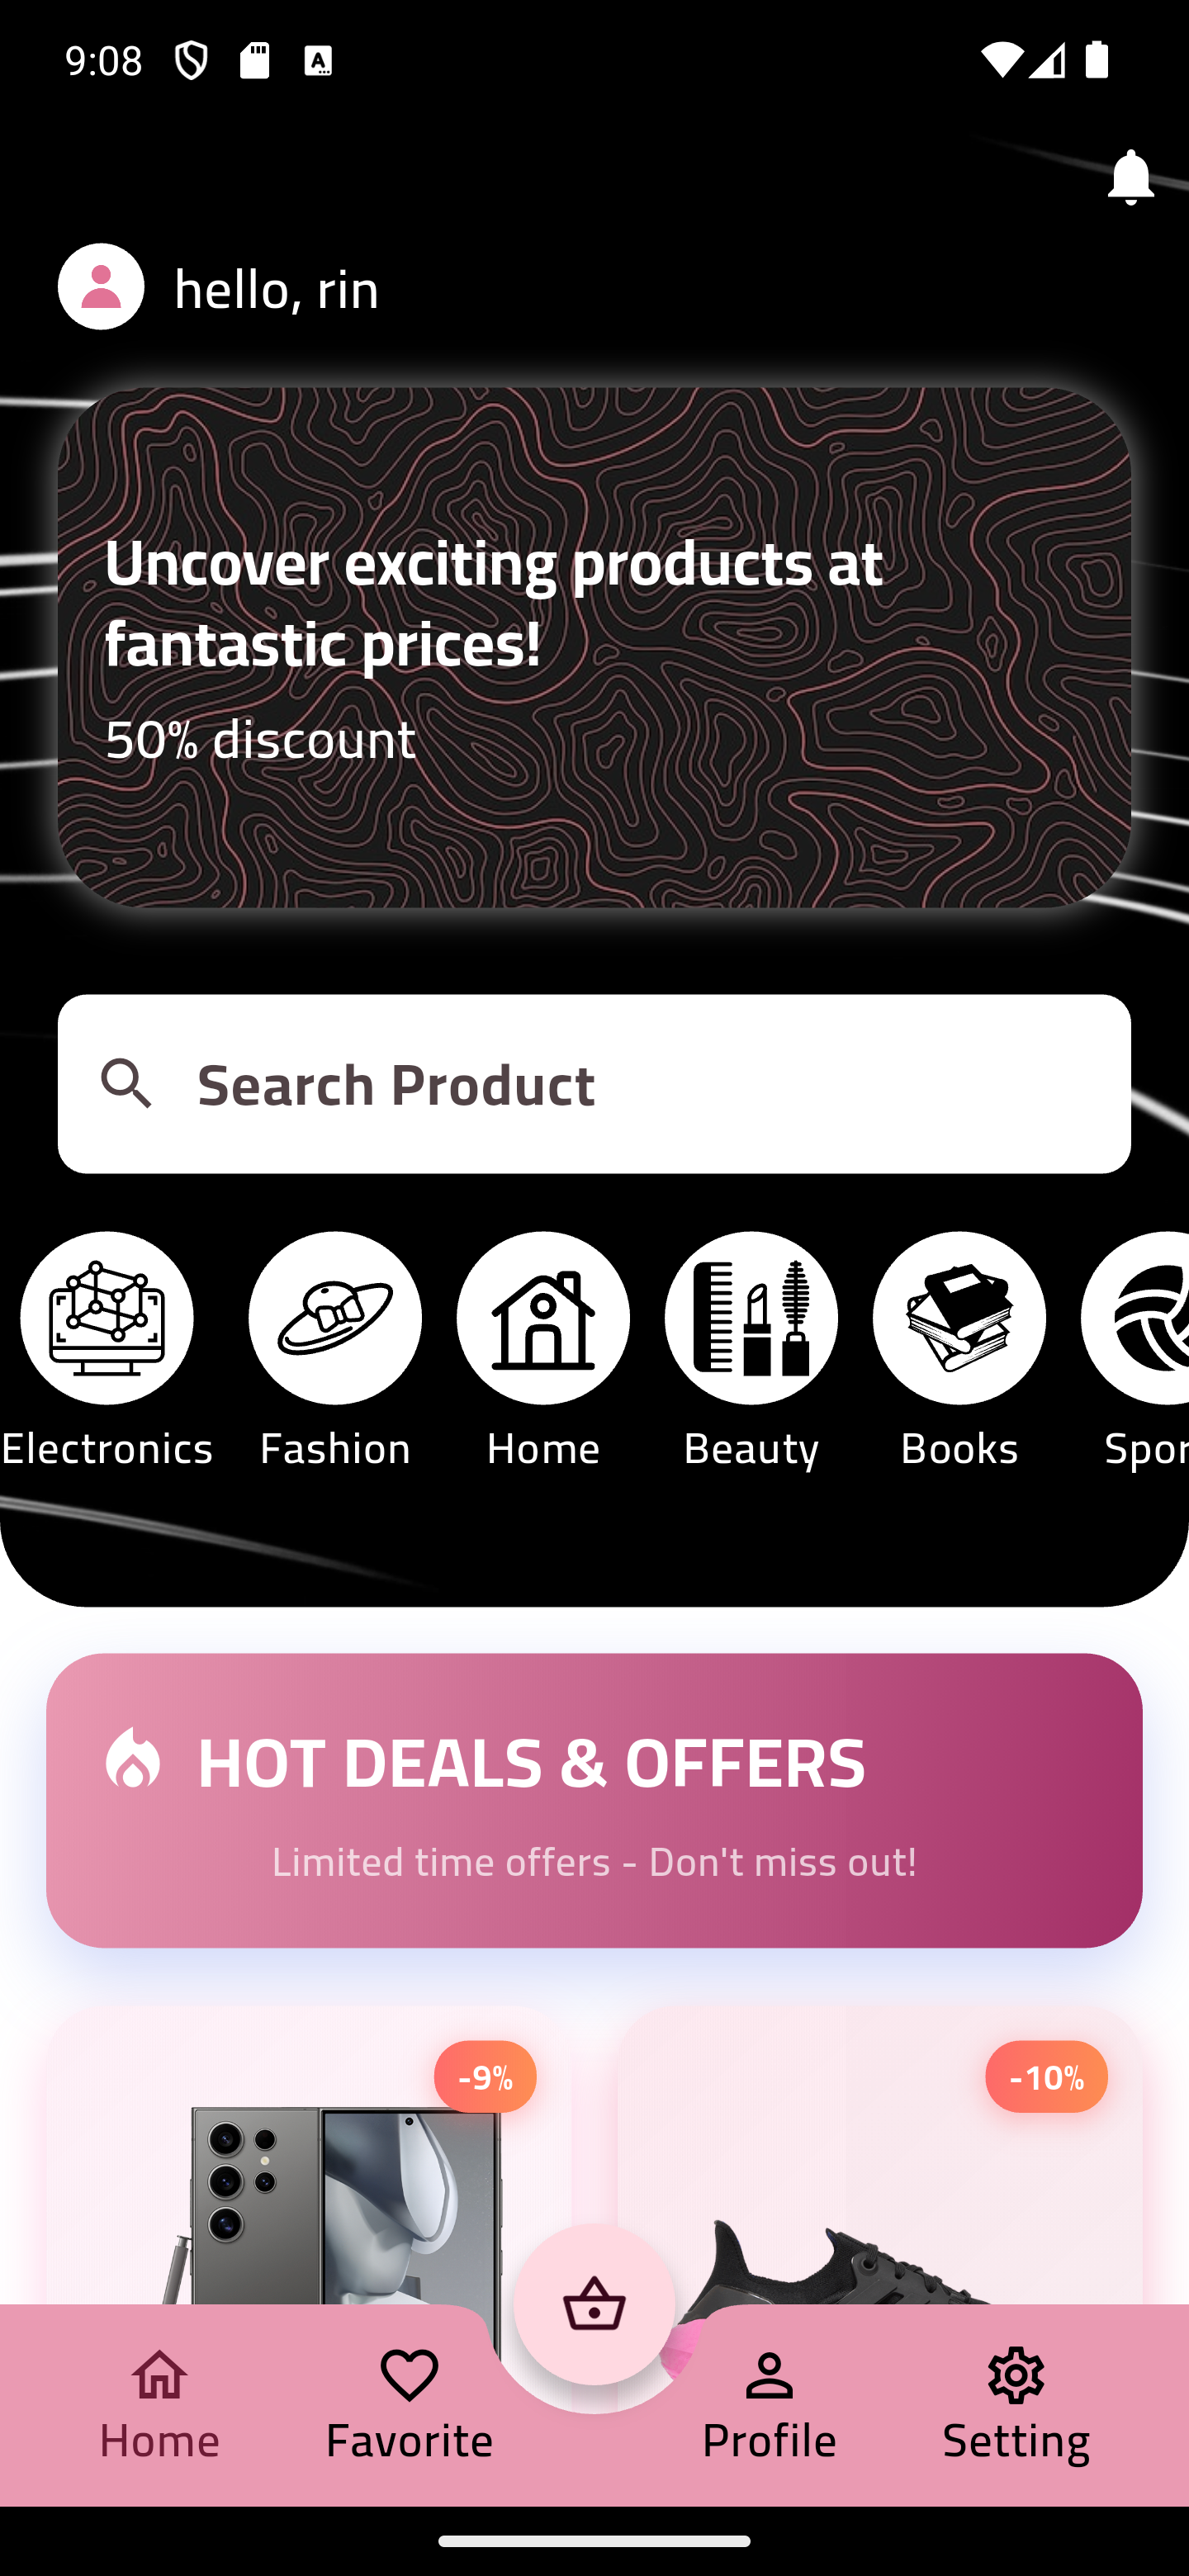 9:08
hello, rin
Uncover exciting products at
fantastic prices!
50% discount
Search Product
Electronics Fashion Home Beauty Books Spor
HOT DEALS & OFFERS
Limited time offers - Don't miss out!
-9% -10%
Home Favorite Profile Setting